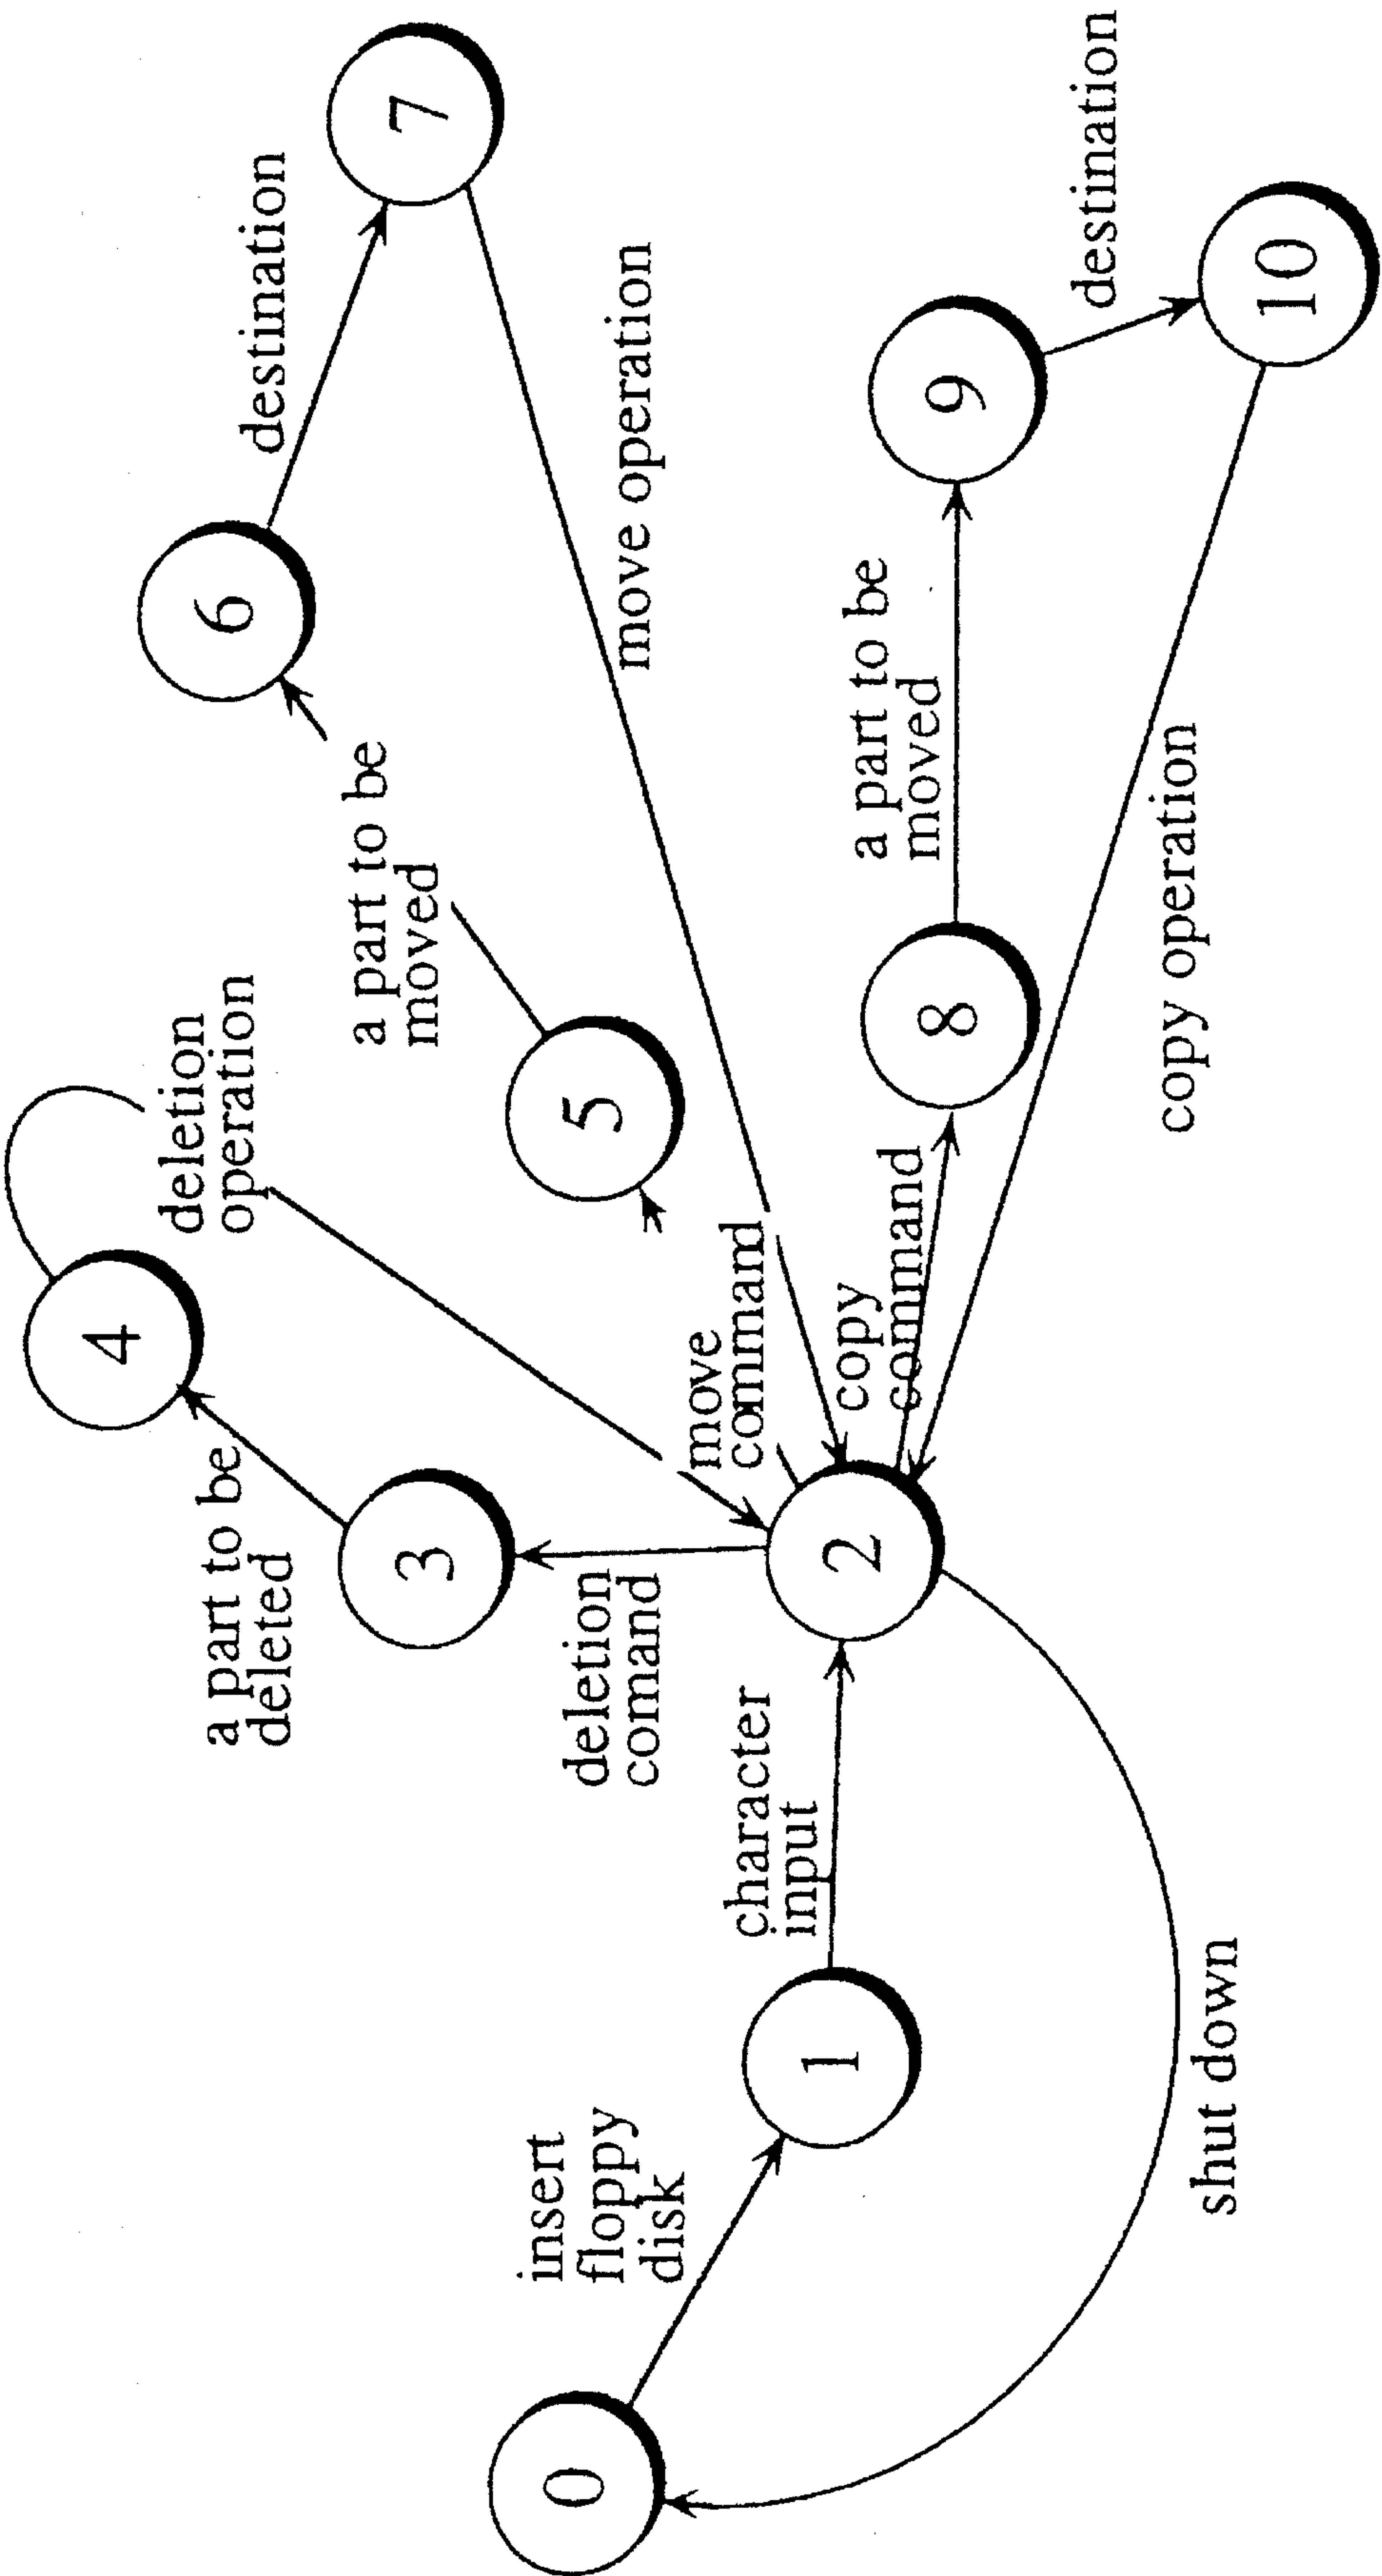 0
insert
floppy
disk
1
character
input
2
shut down
deletion
comand
3
a part to be
deleted
4
deletion
operation
move
command
5
a part to be
moved
6
destination
7
move operation
copy
command
8
a part to be
moved
9
destination
10
copy operation